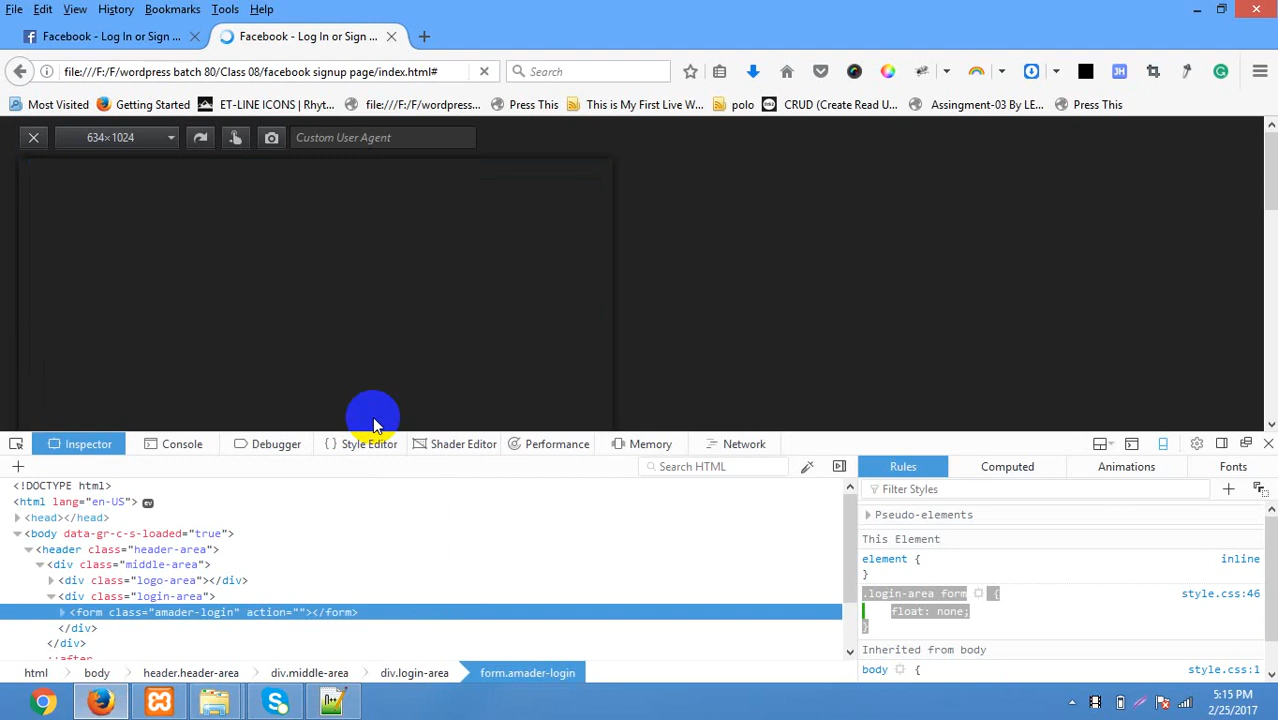 File Edit View History Bookmarks Tools Help
Facebook - Log In or Sign ...
Facebook - Log In or Sign ...
file:///F:/F/wordpress batch 80/Class 08/facebook signup page/index.html#
Search
JH
Most Visited
Getting Started
ET-LINE ICONS | Rhyt...
file:///F:/F/wordpress...
Press This
This is My First Live W...
polo
CRUD (Create Read U...
Assingment-03 By LE...
Press This
634×1024
Custom User Agent
Inspector
Console
Debugger
Style Editor
Shader Editor
Performance
Memory
Network
Search HTML
Rules
Computed
Animations
Fonts
Filter Styles
<!DOCTYPE html>
<html lang="en-US"> ev
<head></head>
<body data-gr-c-s-loaded="true">
<header class="header-area">
<div class="middle-area">
<div class="logo-area"></div>
<div class="login-area">
<form class="amader-login" action=""></form>
</div>
</div>
::after
Pseudo-elements
This Element
element {
inline
}
.login-area form {
style.css:46
float: none;
}
Inherited from body
body {
style.css:1
html
body
header.header-area
div.middle-area
div.login-area
form.amader-login
5:15 PM
2/25/2017